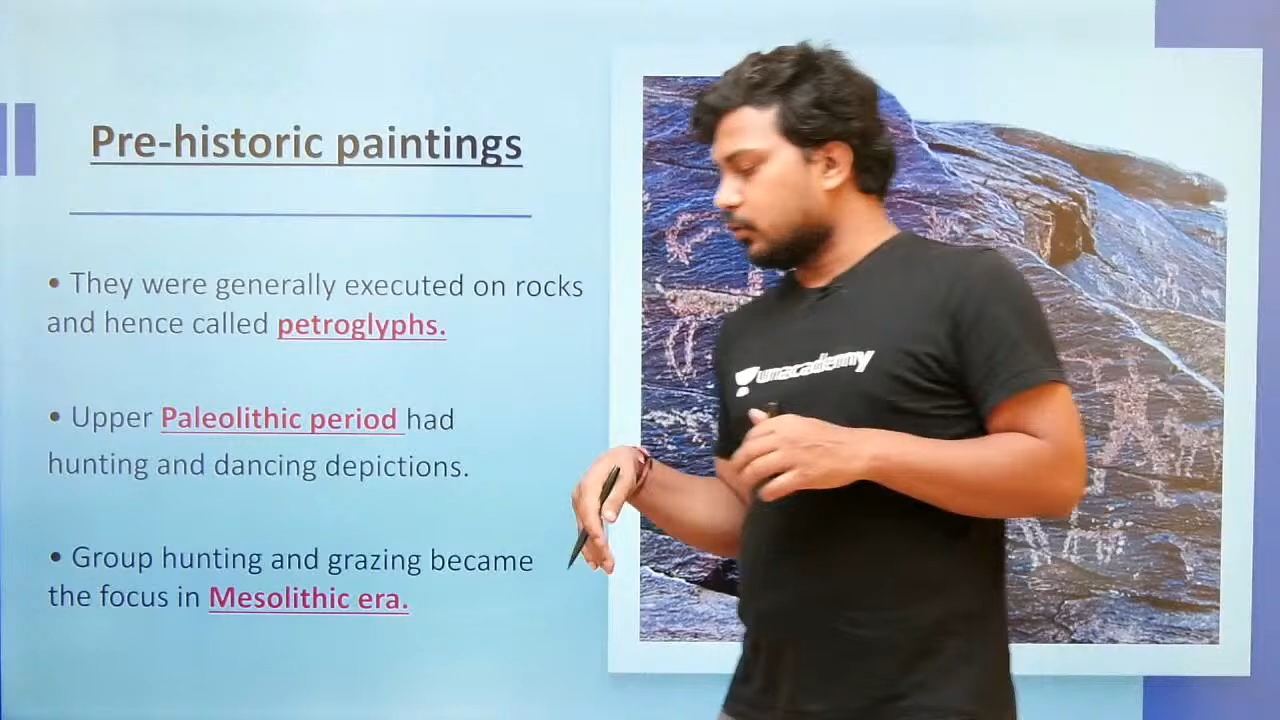 Pre-historic paintings
• They were generally executed on rocks
and hence called petroglyphs.
• Upper Paleolithic period had
hunting and dancing depictions.
• Group hunting and grazing became
the focus in Mesolithic era.
unacademy